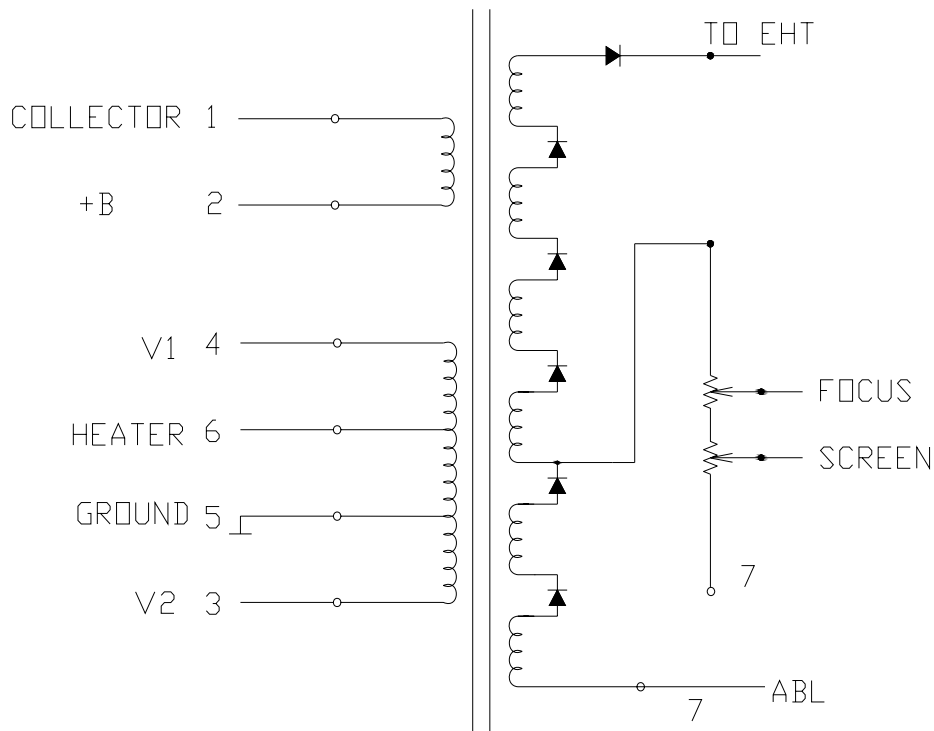 TO EHT
COLLECTOR 1
+B 2
V1 4
HEATER 6
GROUND 5
V2 3
FOCUS
SCREEN
7
ABL
7